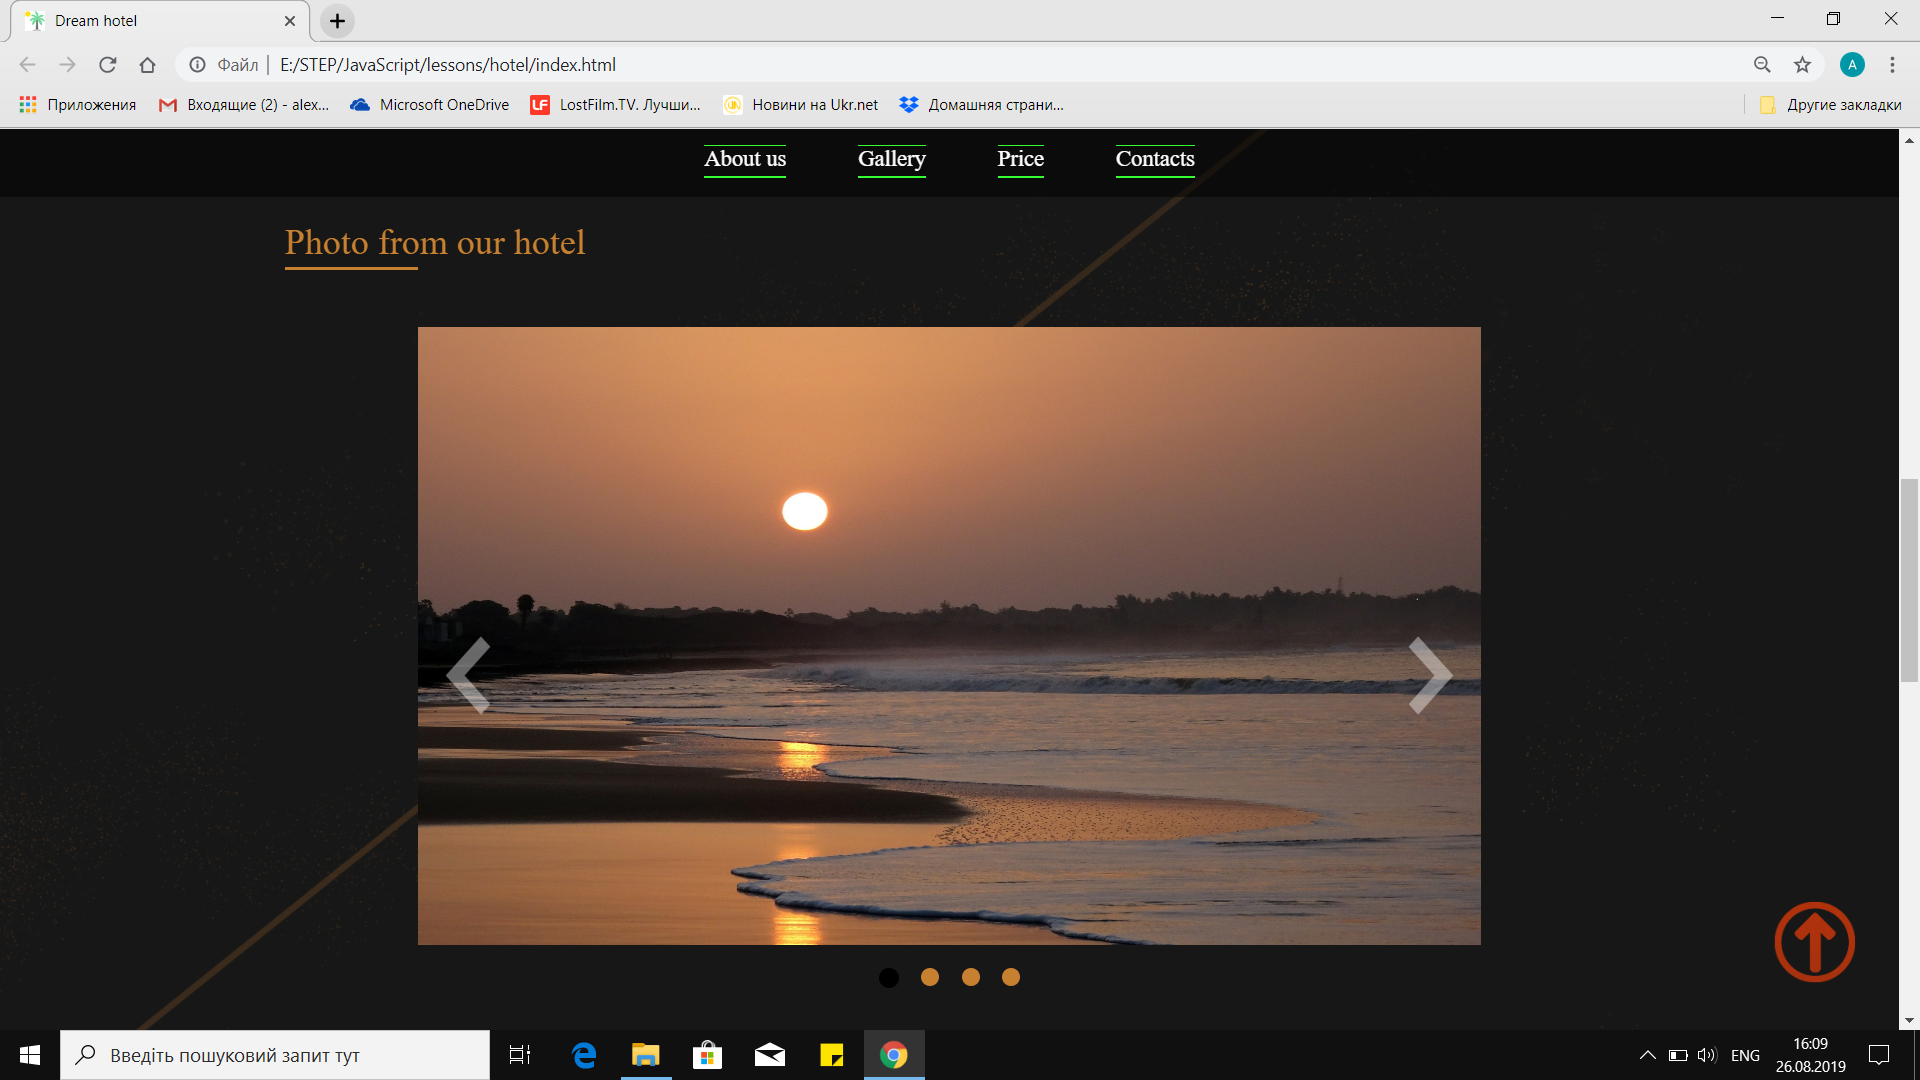 Dream hotel
Файл | E:/STEP/JavaScript/lessons/hotel/index.html
A
Приложения Входящие (2) - alex... Microsoft OneDrive LF LostFilm.TV. Лучши... Новини на Ukr.net Домашняя страни... Другие закладки
About us Gallery Price Contacts
Photo from our hotel
Введіть пошуковий запит тут
ENG
16:09
26.08.2019